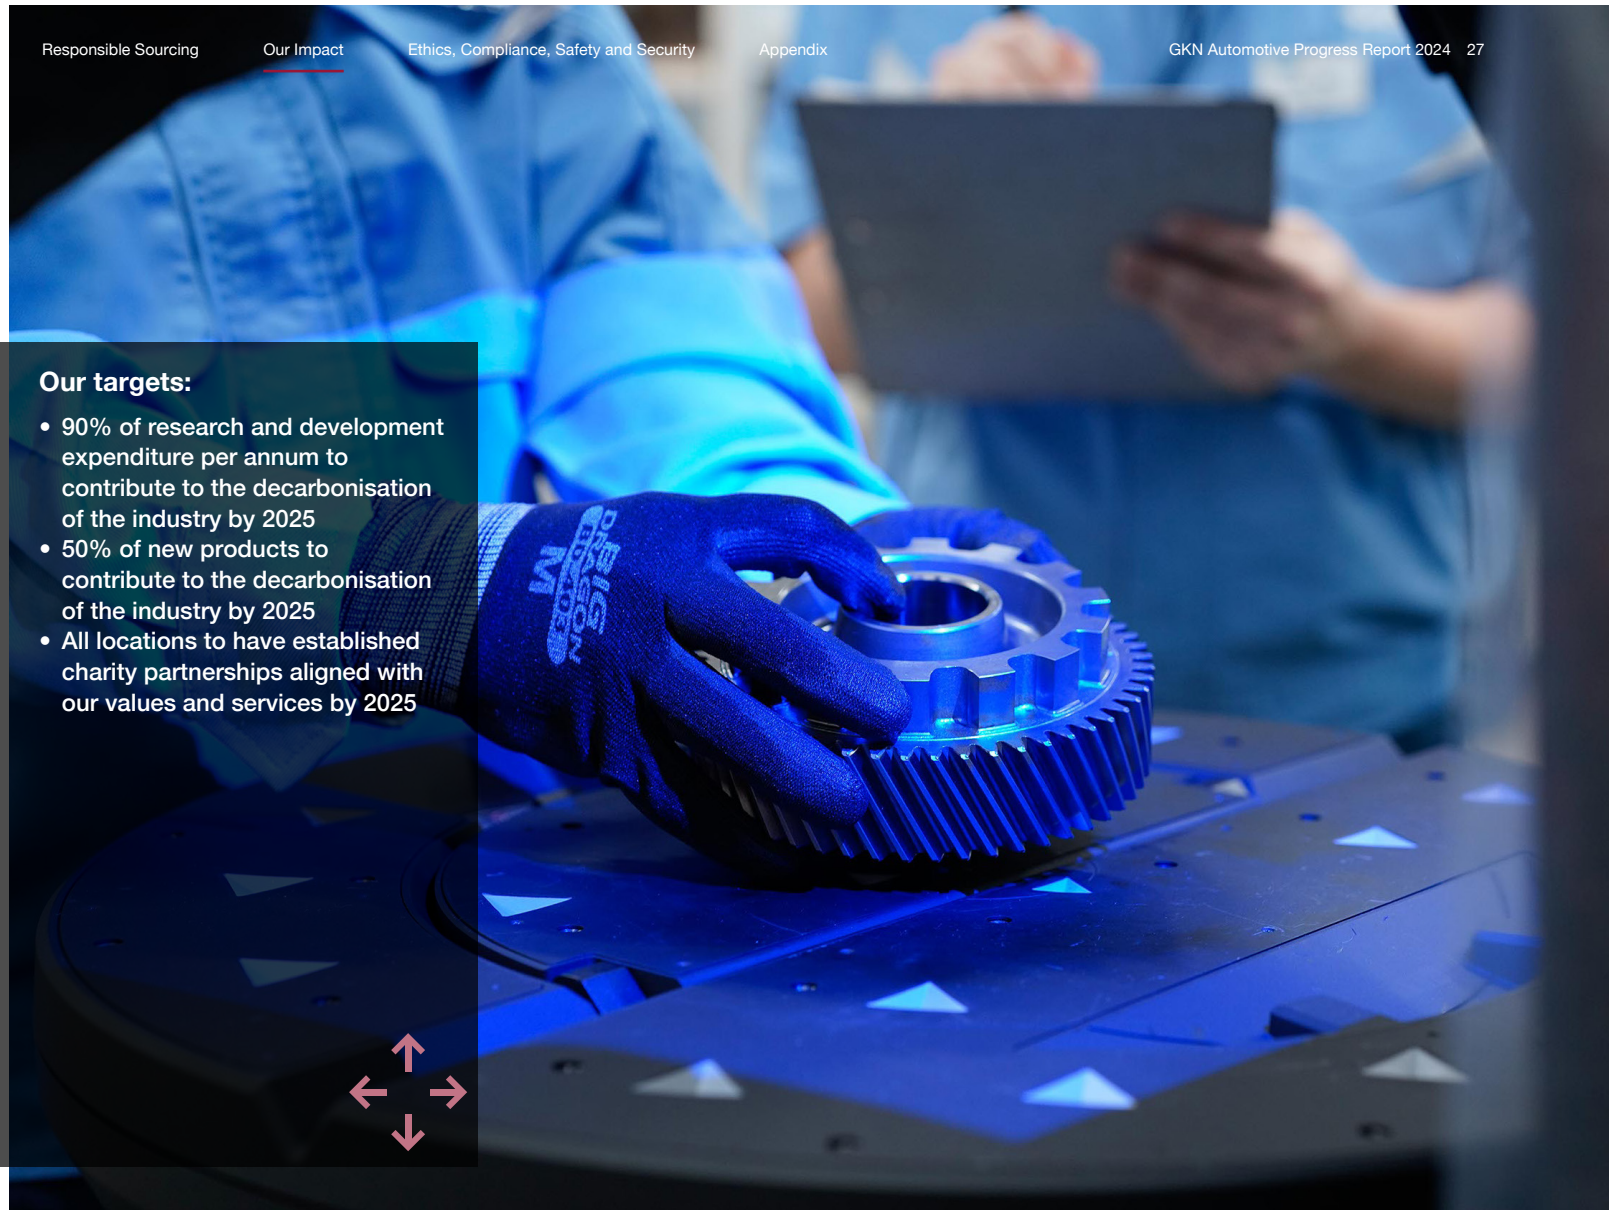 Responsible Sourcing Our Impact Ethics, Compliance, Safety and Security Appendix GKN Automotive Progress Report 2024 27
Our targets:
• 90% of research and development
expenditure per annum to
contribute to the decarbonisation
of the industry by 2025
• 50% of new products to
contribute to the decarbonisation
of the industry by 2025
• All locations to have established
charity partnerships aligned with
our values and services by 2025
BIG
DRAGON
M